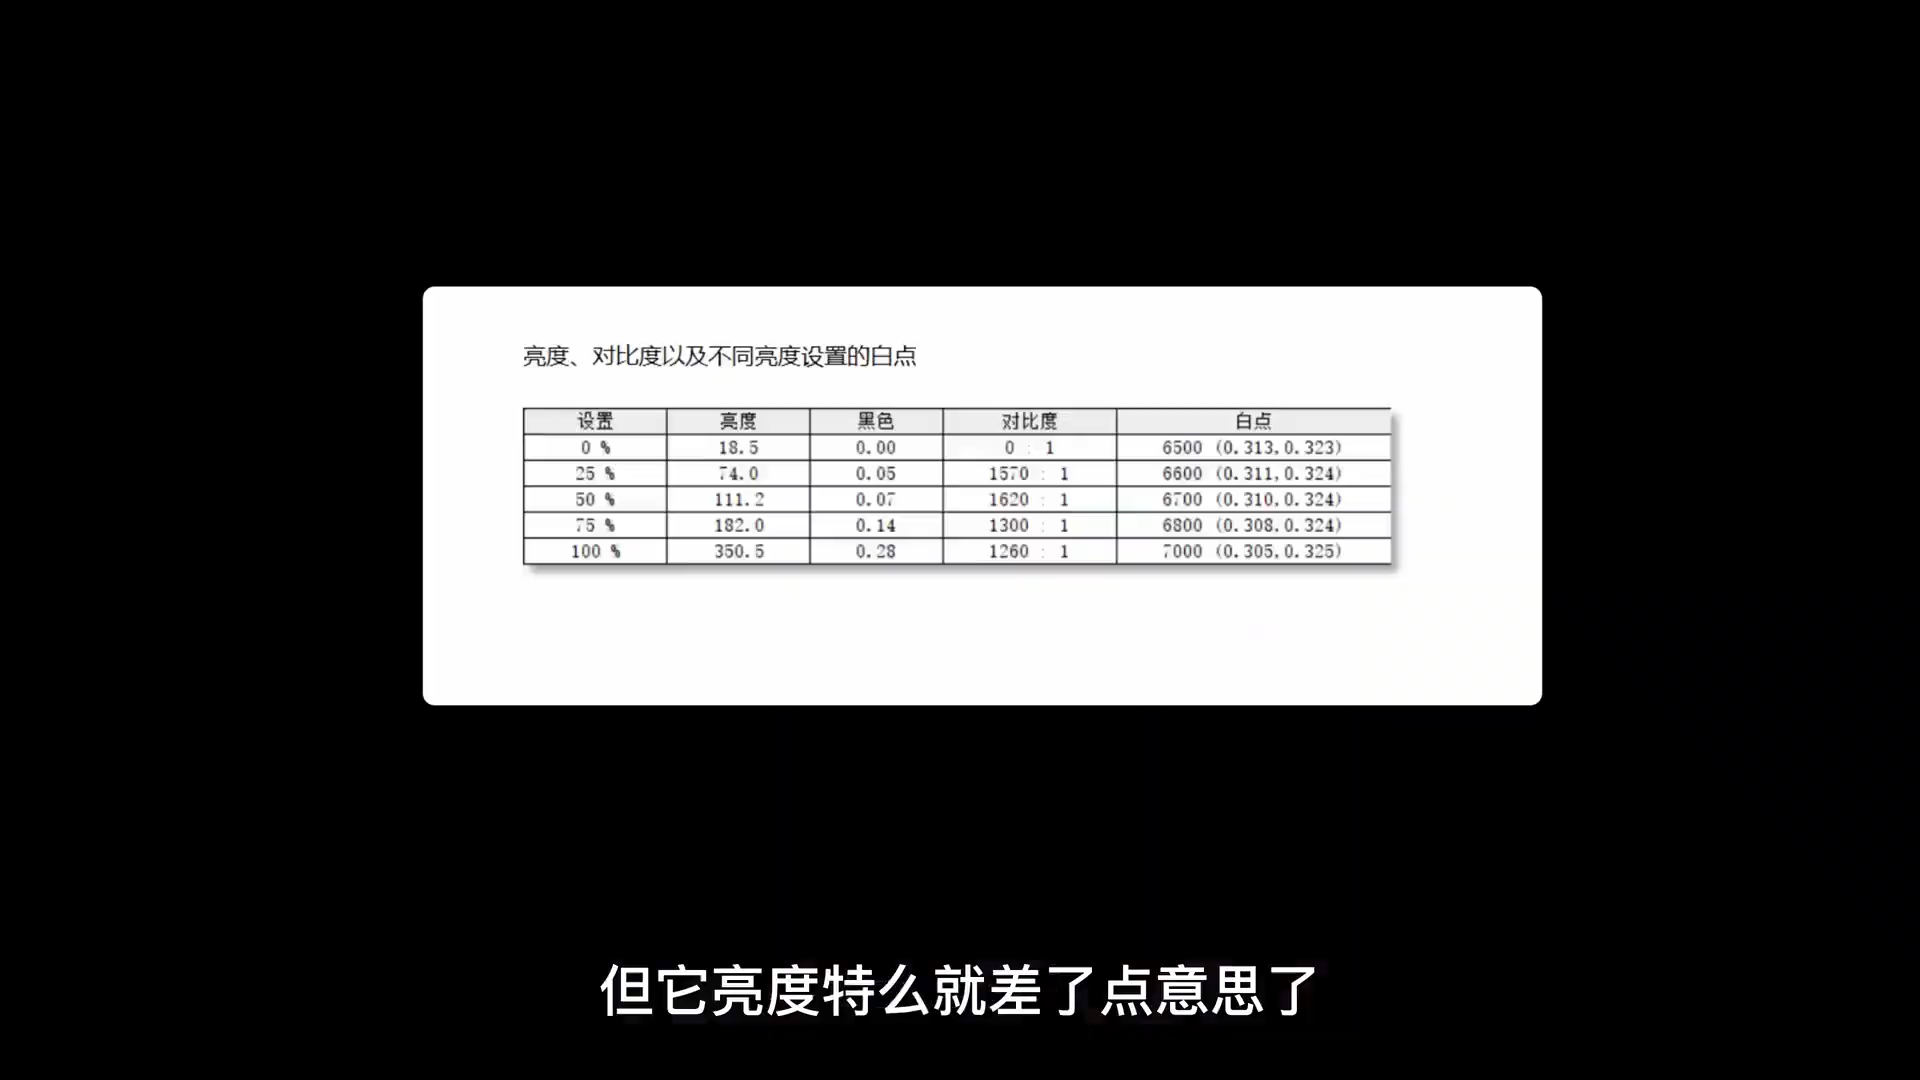 亮度、对比度以及不同亮度设置的白点
设置 亮度 黑色 对比度 白点
0 % 18.5 0.00 0 : 1 6500 (0.313,0.323)
25 % 74.0 0.05 1570 : 1 6600 (0.311,0.324)
50 % 111.2 0.07 1620 : 1 6700 (0.310,0.324)
75 % 182.0 0.14 1300 : 1 6800 (0.308,0.324)
100 % 350.5 0.28 1260 : 1 7000 (0.305,0.325)
但它亮度特么就差了点意思了